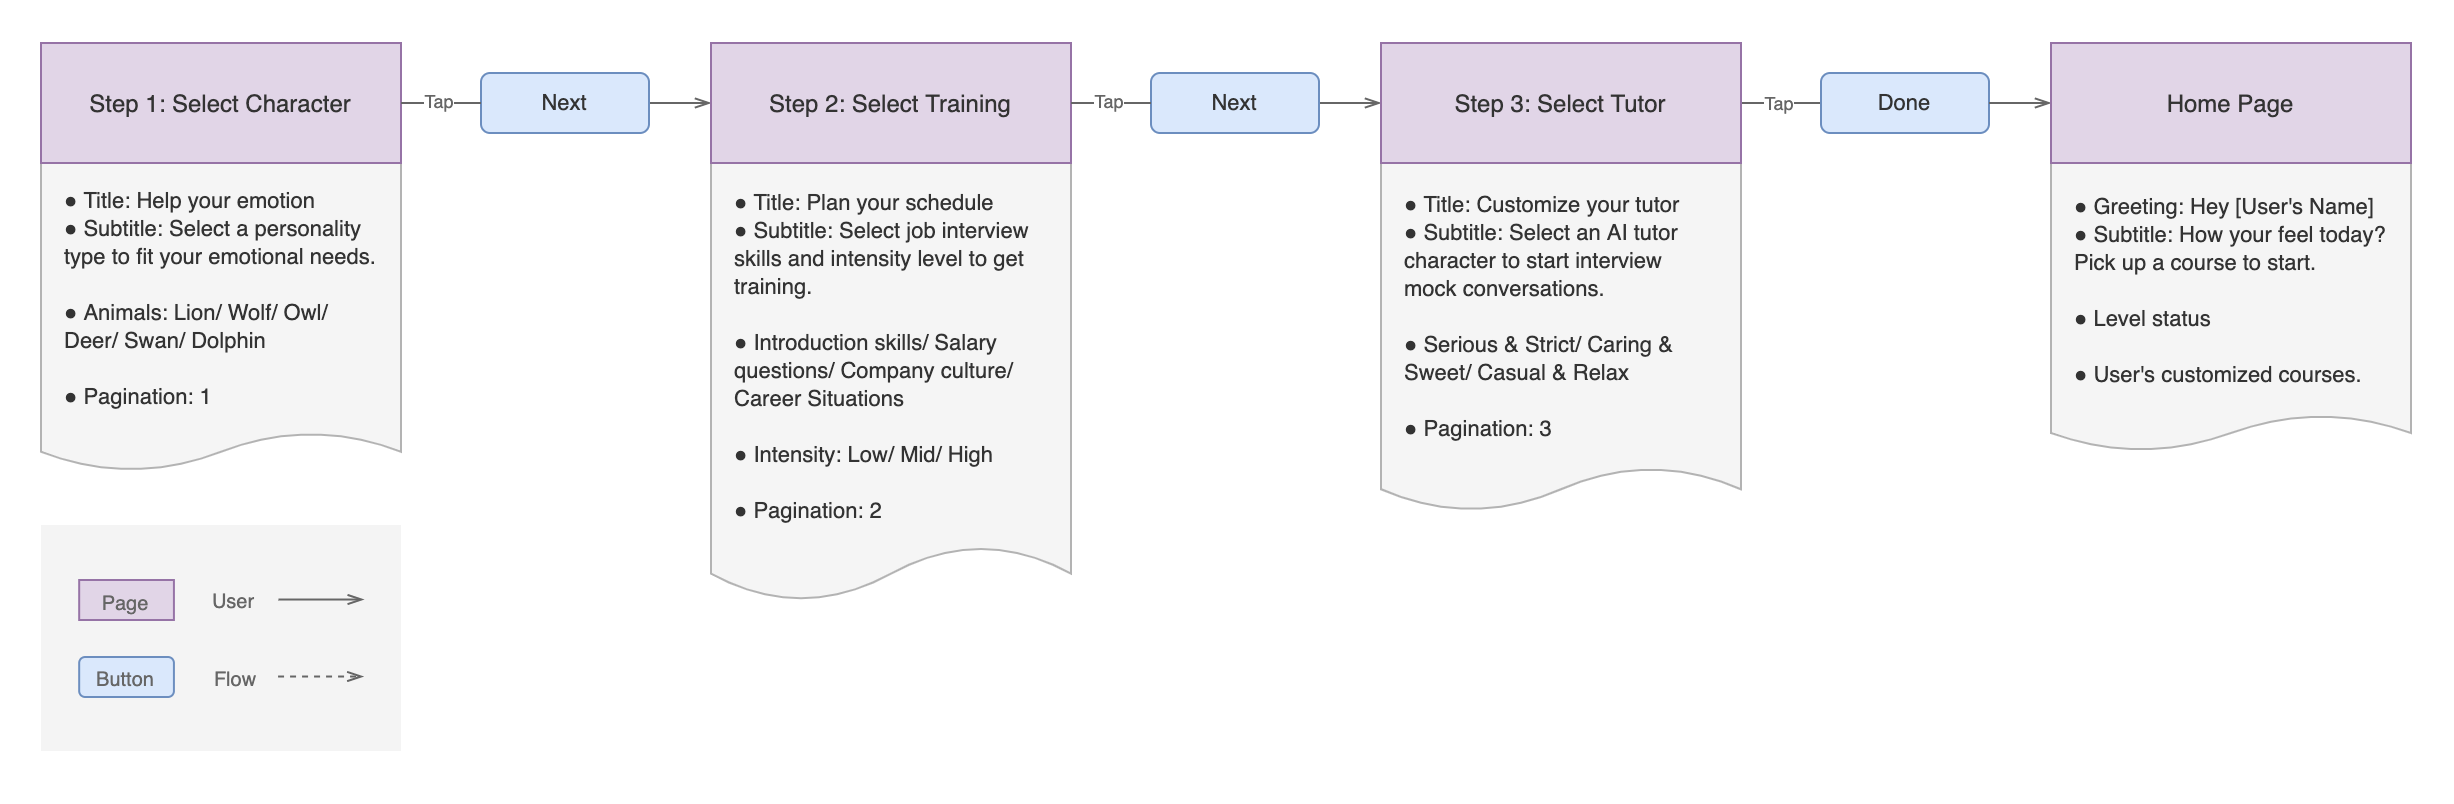 Step 1: Select Character
Tap
Next
Step 2: Select Training
Tap
Next
Step 3: Select Tutor
Tap
Done
Home Page
● Title: Help your emotion
● Subtitle: Select a personality
type to fit your emotional needs.
● Animals: Lion/ Wolf/ Owl/
Deer/ Swan/ Dolphin
● Pagination: 1
● Title: Plan your schedule
● Subtitle: Select job interview
skills and intensity level to get
training.
● Introduction skills/ Salary
questions/ Company culture/
Career Situations
● Intensity: Low/ Mid/ High
● Pagination: 2
● Title: Customize your tutor
● Subtitle: Select an AI tutor
character to start interview
mock conversations.
● Serious & Strict/ Caring &
Sweet/ Casual & Relax
● Pagination: 3
● Greeting: Hey [User's Name]
● Subtitle: How your feel today?
Pick up a course to start.
● Level status
● User's customized courses.
Page
User
Button
Flow